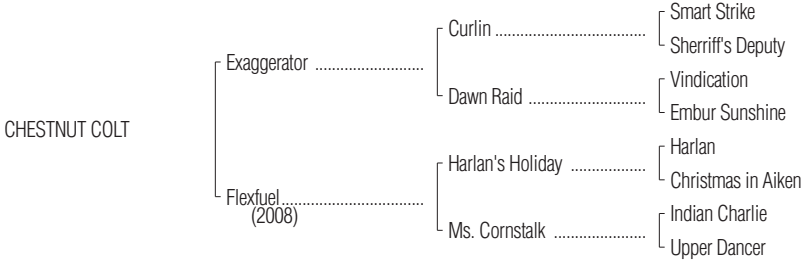 Smart Strike
Curlin ....................................
Sherriff's Deputy
Exaggerator ..........................
Vindication
Dawn Raid ............................
Embur Sunshine
CHESTNUT COLT
Harlan
Harlan's Holiday ..................
Christmas in Aiken
Flexfuel..................................
(2008)
Indian Charlie
Ms. Cornstalk ......................
Upper Dancer